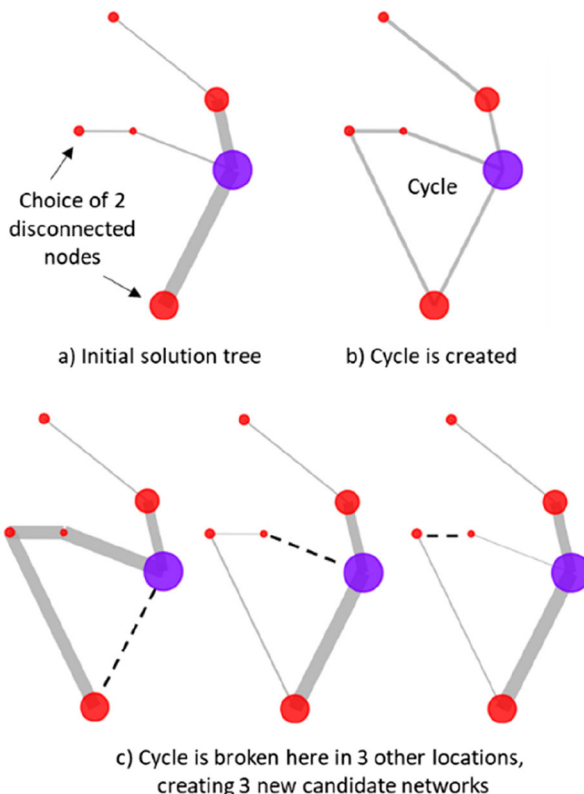 Choice of 2
disconnected
nodes
Cycle
a) Initial solution tree
b) Cycle is created
c) Cycle is broken here in 3 other locations,
creating 3 new candidate networks